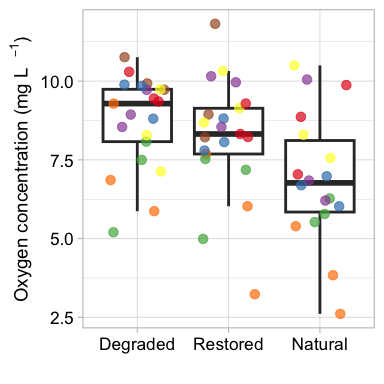 Oxygen concentration (mg L⁻¹)
10.0
7.5
5.0
2.5
Degraded Restored Natural